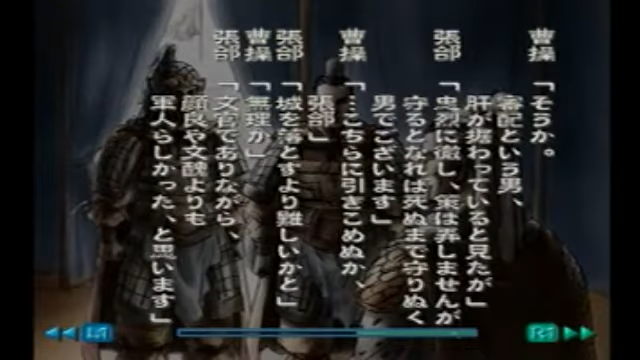 曹操「そうか。
審配という男、
肝が据わっていると見たが」
張郃「忠烈に徹し、策は弄しませんが
守るとなれば死ぬまで守りぬく
男でございます」
曹操「…こちらに引きこめぬか、
張郃」
張郃「城を落とすより難しいかと」
曹操「無理か」
張郃「文官でありながら、
顔良や文醜よりも
軍人らしかった、と思います」
L1
R1